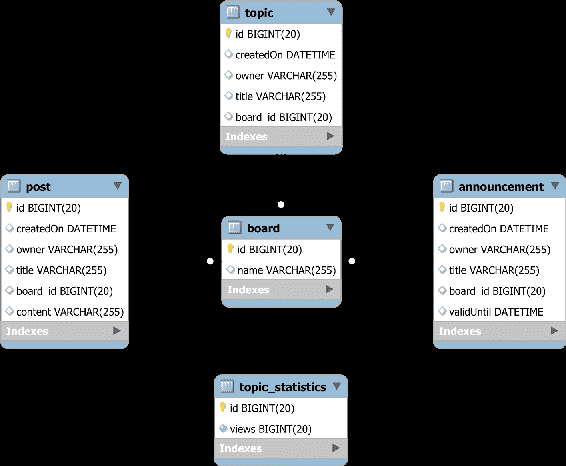 topic
id BIGINT(20)
createdOn DATETIME
owner VARCHAR(255)
title VARCHAR(255)
board_id BIGINT(20)
Indexes
post
id BIGINT(20)
createdOn DATETIME
owner VARCHAR(255)
title VARCHAR(255)
board_id BIGINT(20)
content VARCHAR(255)
Indexes
board
id BIGINT(20)
name VARCHAR(255)
Indexes
announcement
id BIGINT(20)
createdOn DATETIME
owner VARCHAR(255)
title VARCHAR(255)
board_id BIGINT(20)
validUntil DATETIME
Indexes
topic_statistics
id BIGINT(20)
views BIGINT(20)
Indexes